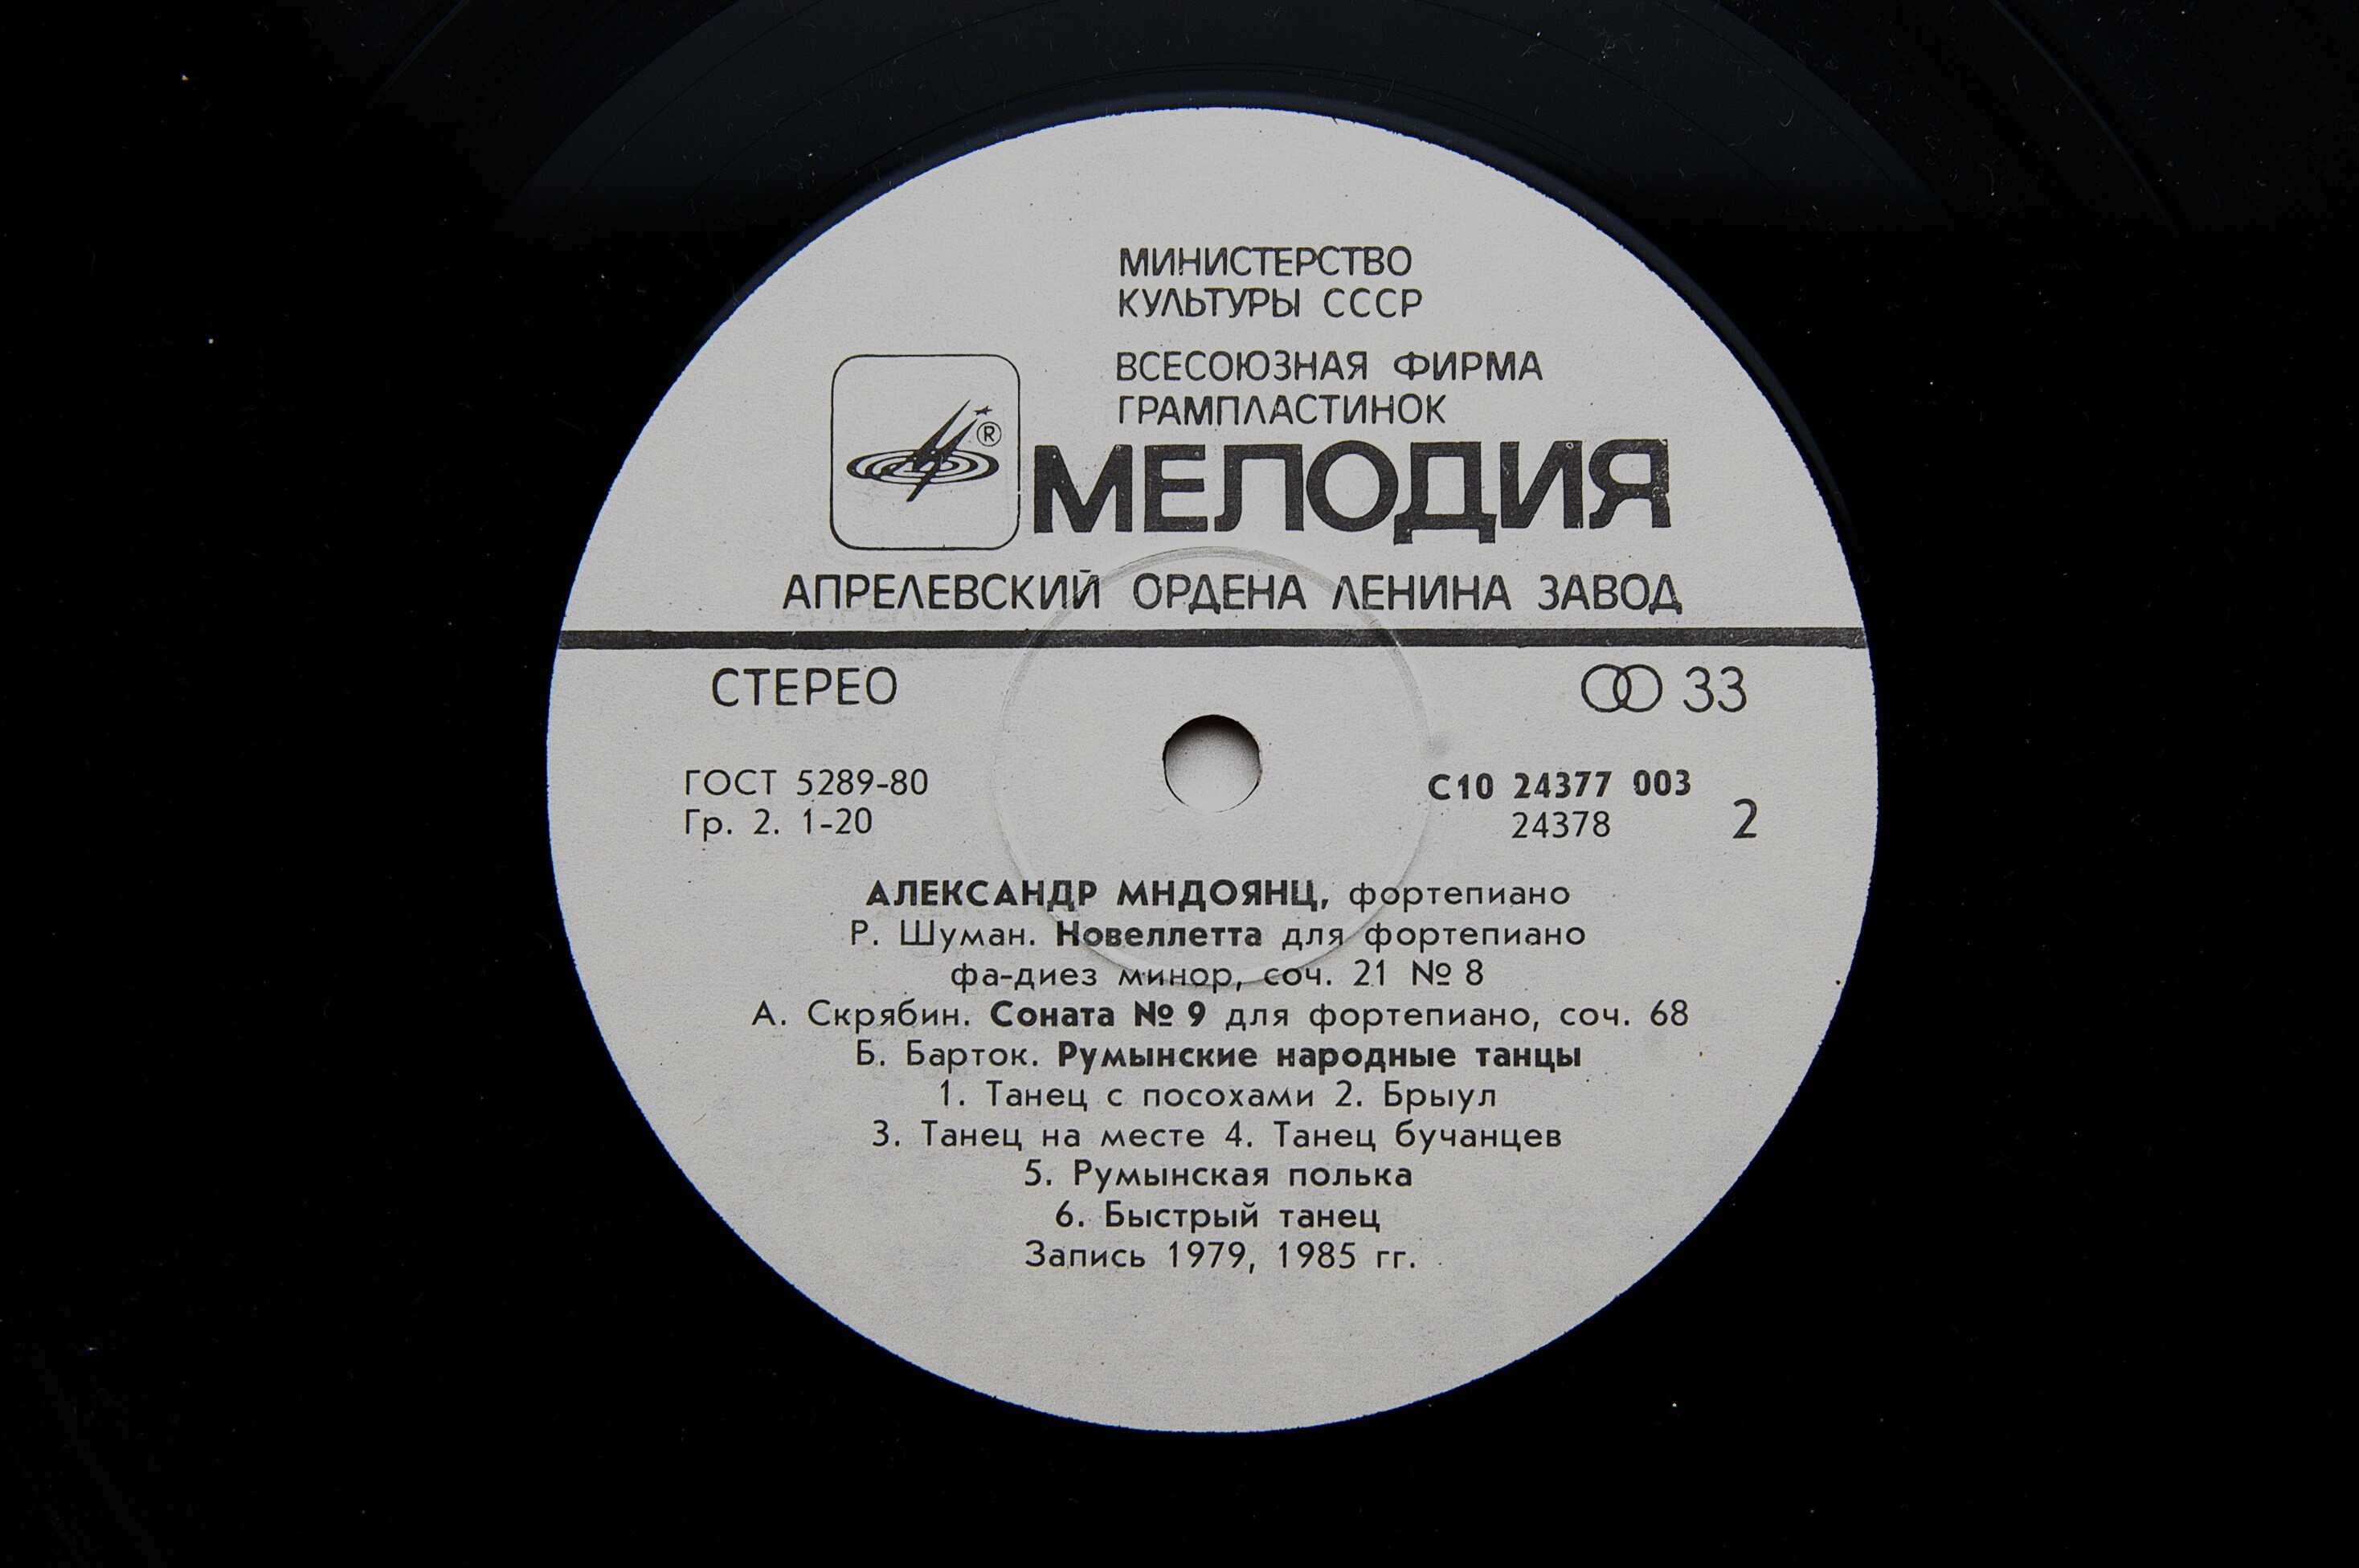 МИНИСТЕРСТВО
КУЛЬТУРЫ СССР
ВСЕСОЮЗНАЯ ФИРМА
ГРАМПЛАСТИНОК
®
МЕЛОДИЯ
АПРЕЛЕВСКИЙ ОРДЕНА ЛЕНИНА ЗАВОД
СТЕРЕО
33
ГОСТ 5289-80
Гр. 2. 1-20
С10 24377 003
24378
2
АЛЕКСАНДР МНДОЯНЦ, фортепиано
Р. Шуман. Новеллетта для фортепиано
фа-диез минор, соч. 21 № 8
А. Скрябин. Соната № 9 для фортепиано, соч. 68
Б. Барток. Румынские народные танцы
1. Танец с посохами 2. Брыул
3. Танец на месте 4. Танец бучанцев
5. Румынская полька
6. Быстрый танец
Запись 1979, 1985 гг.